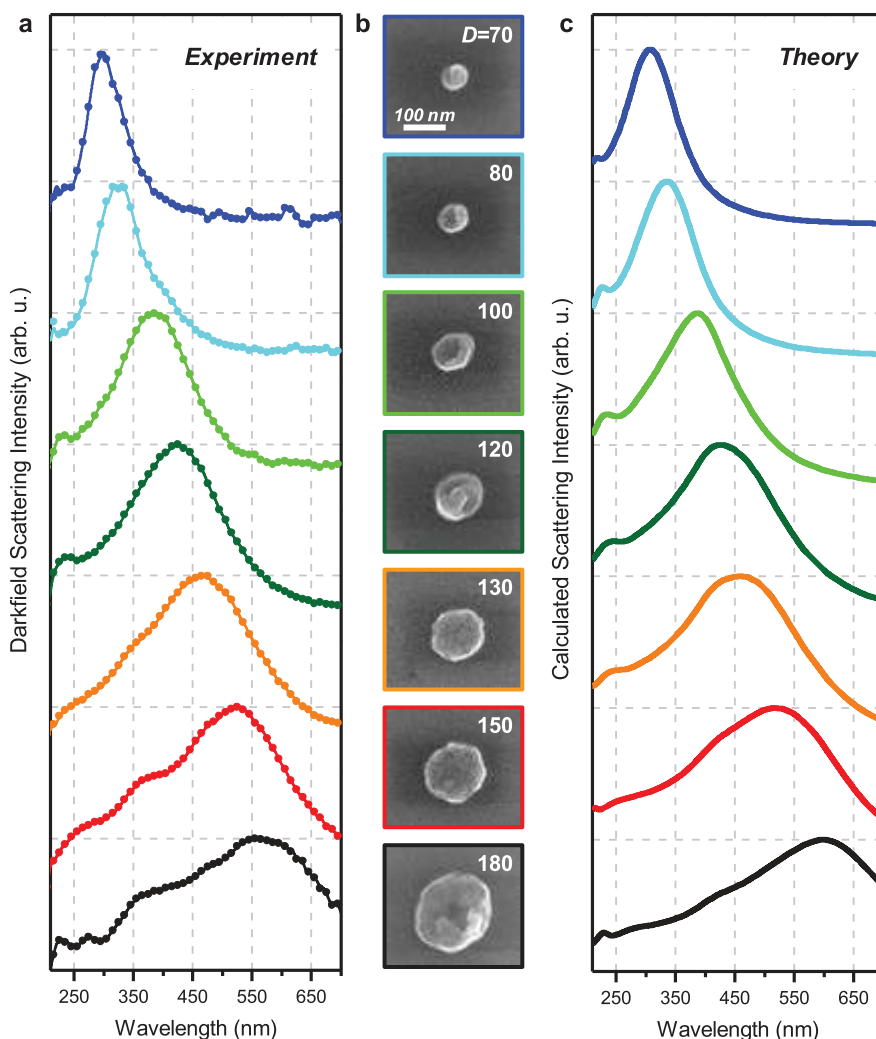 a
Experiment
Darkfield Scattering Intensity (arb. u.)
250 350 450 550 650
Wavelength (nm)
b
D=70
100 nm
80
100
120
130
150
180
c
Theory
Calculated Scattering Intensity (arb. u.)
250 350 450 550 650
Wavelength (nm)